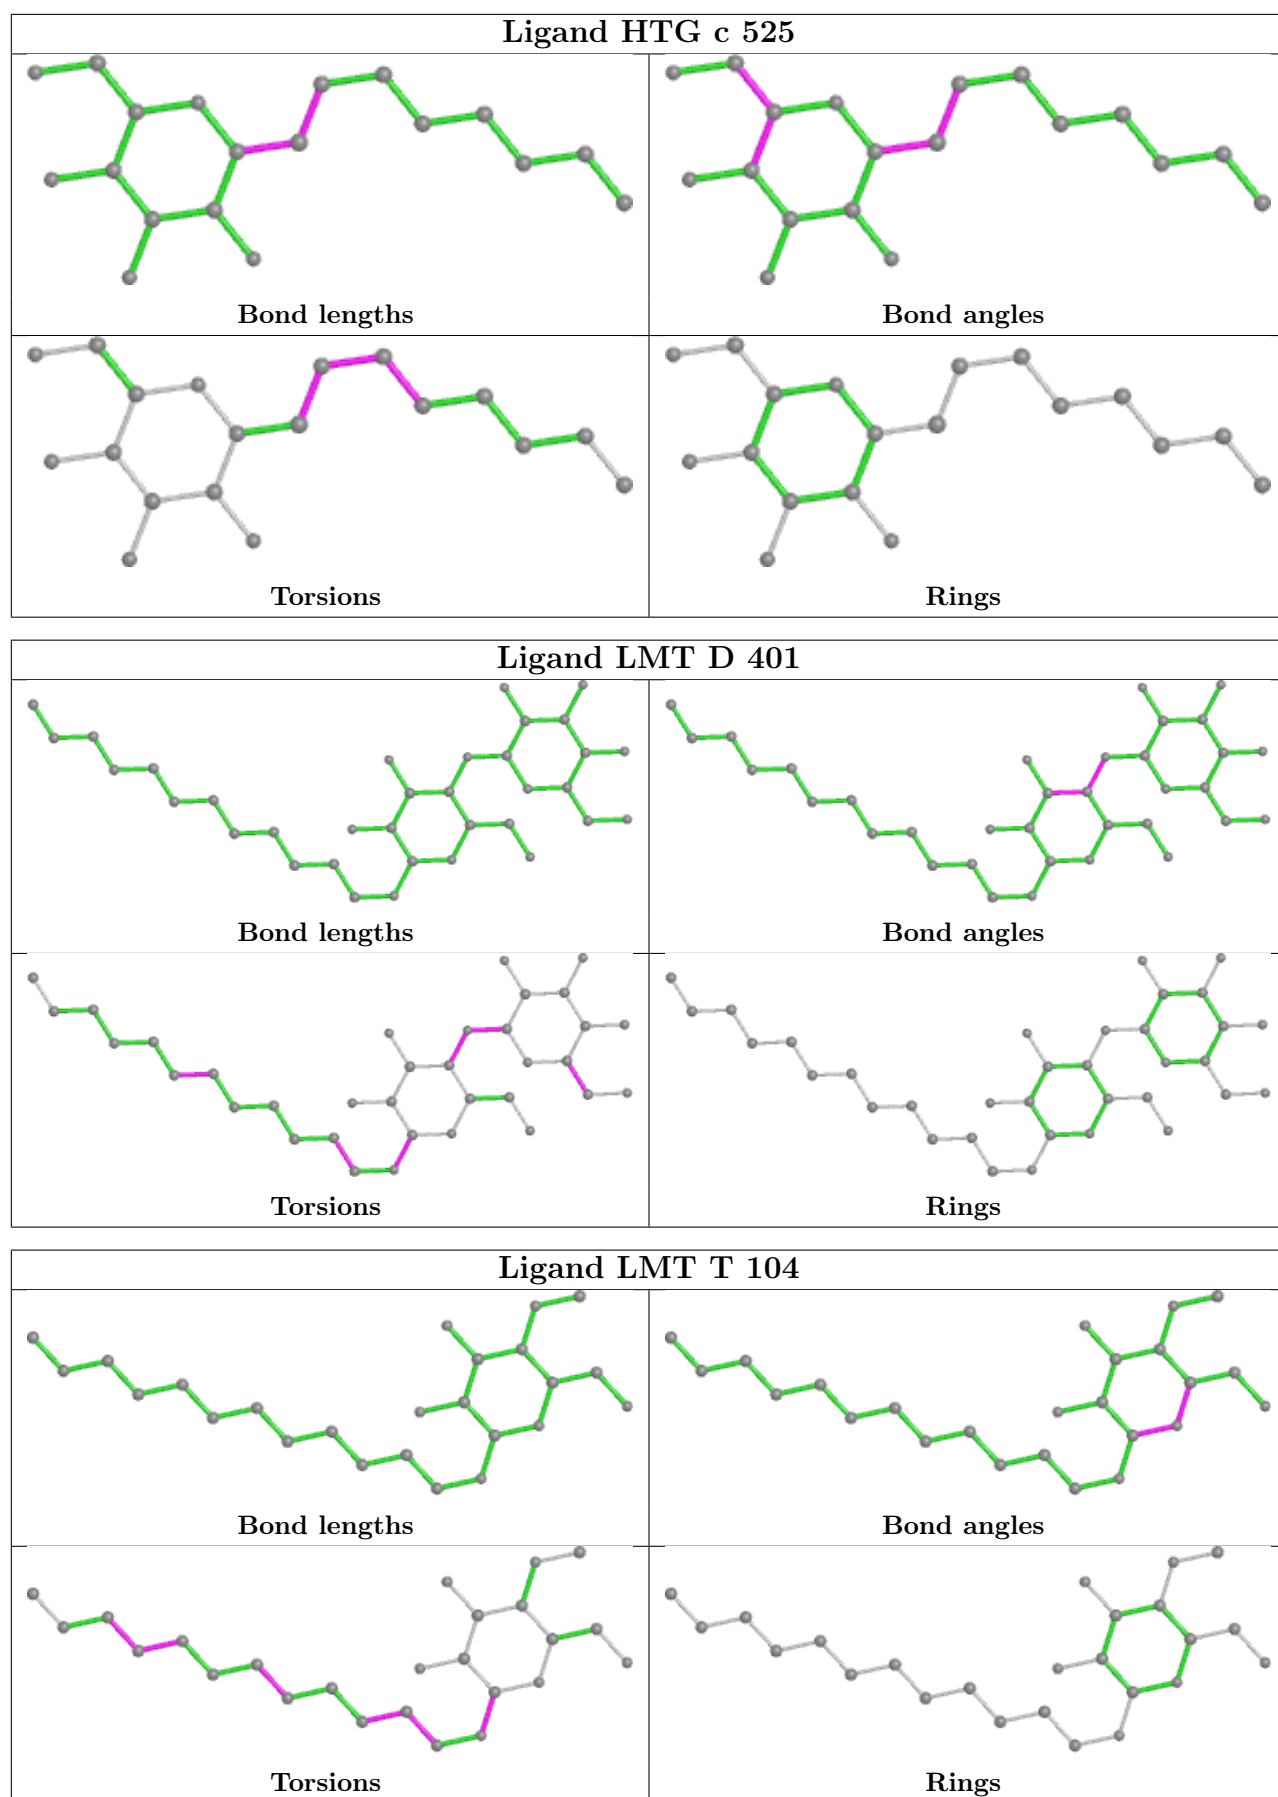 Ligand HTG c 525
Bond lengths
Bond angles
Torsions
Rings
Ligand LMT D 401
Bond lengths
Bond angles
Torsions
Rings
Ligand LMT T 104
Bond lengths
Bond angles
Torsions
Rings